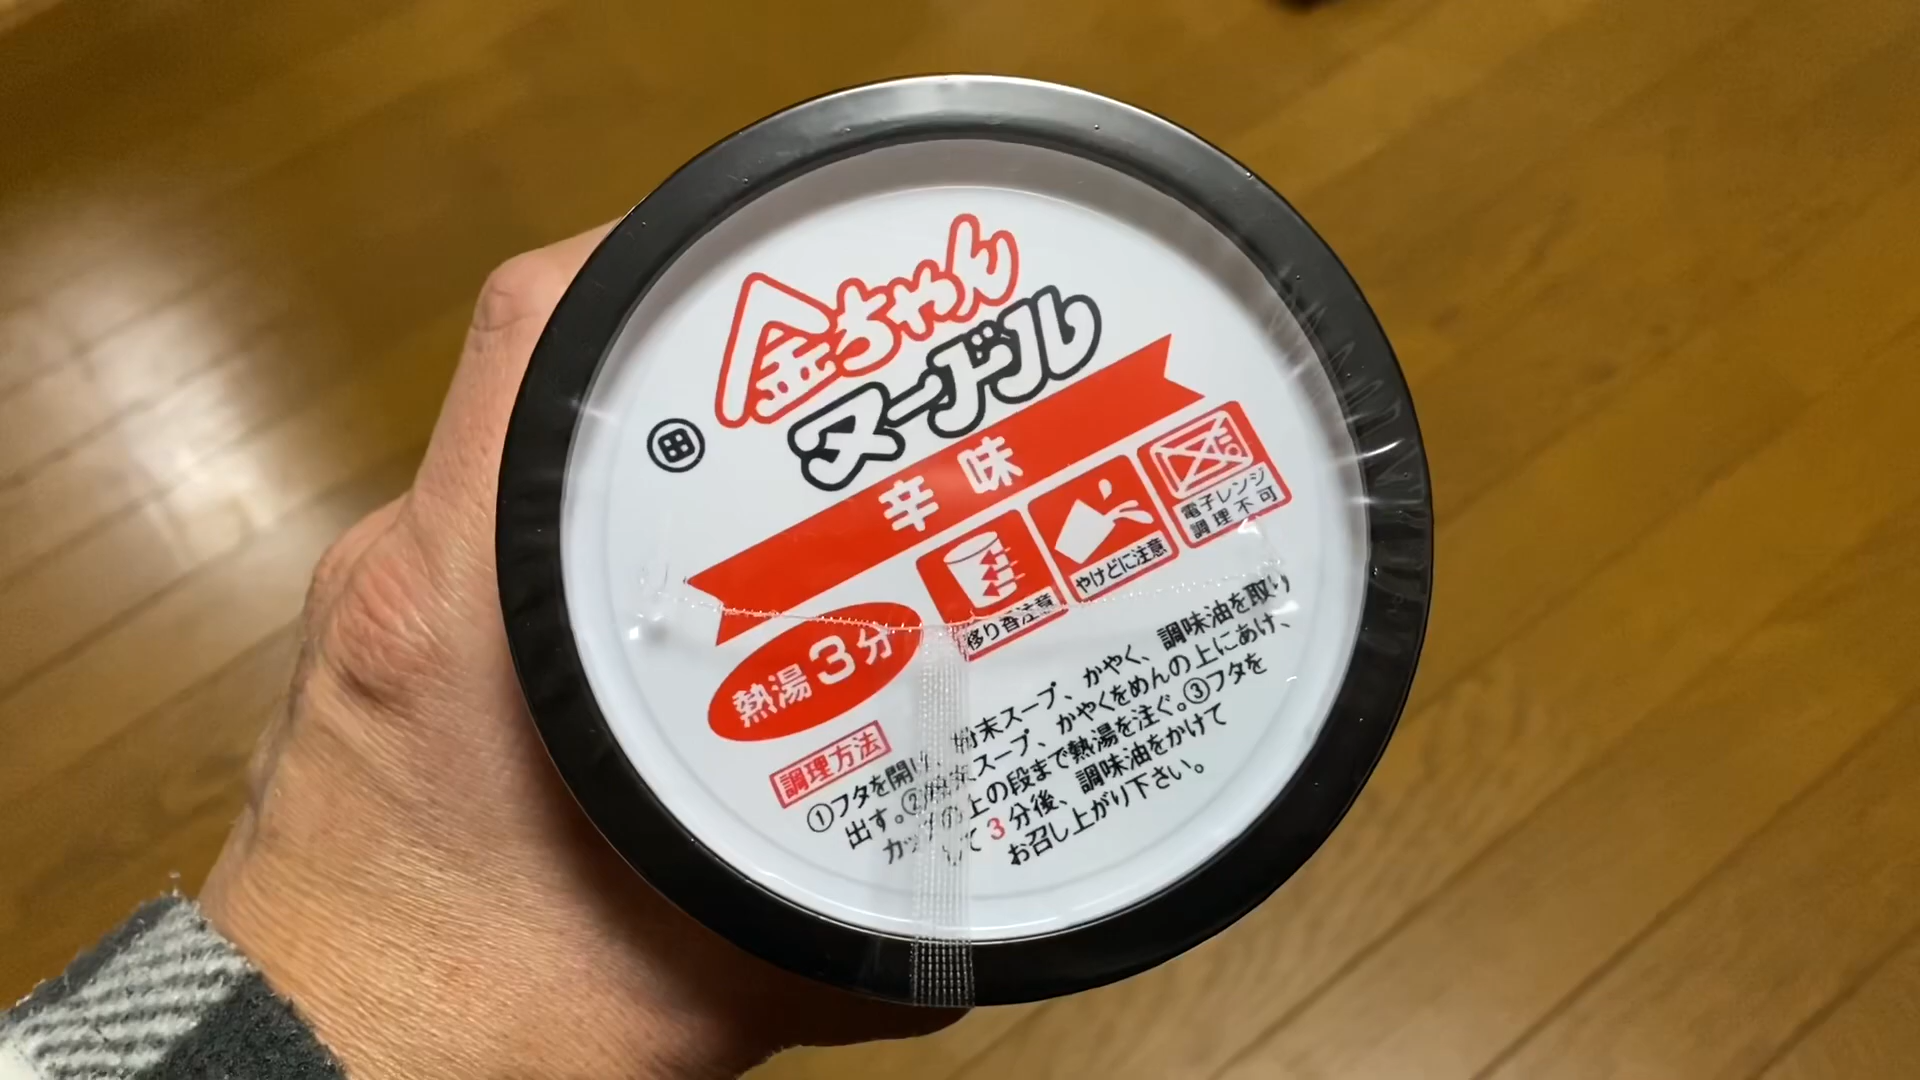 金ちゃん
ヌードル
田
辛味
電子レンジ
調理不可
やけどに注意
移り香注意
熱湯3分
調理方法
①フタを開け、粉末スープ、かやく、調味油を取り
出す。②粉末スープ、かやくをめんの上にあけ、
カップの上の段まで熱湯を注ぐ。③フタを
して3分後、調味油をかけて
お召し上がり下さい。